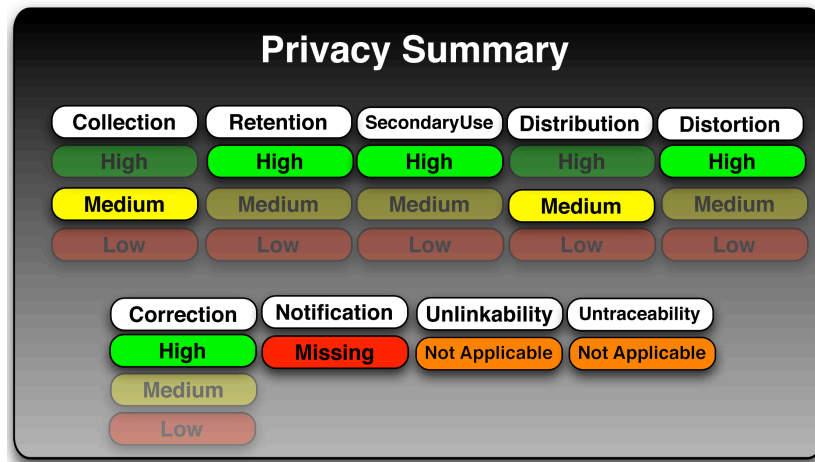 Privacy Summary
Collection Retention SecondaryUse Distribution Distortion
High High High High High
Medium Medium Medium Medium Medium
Low Low Low Low Low
Correction Notification Unlinkability Untraceability
High Missing Not Applicable Not Applicable
Medium
Low